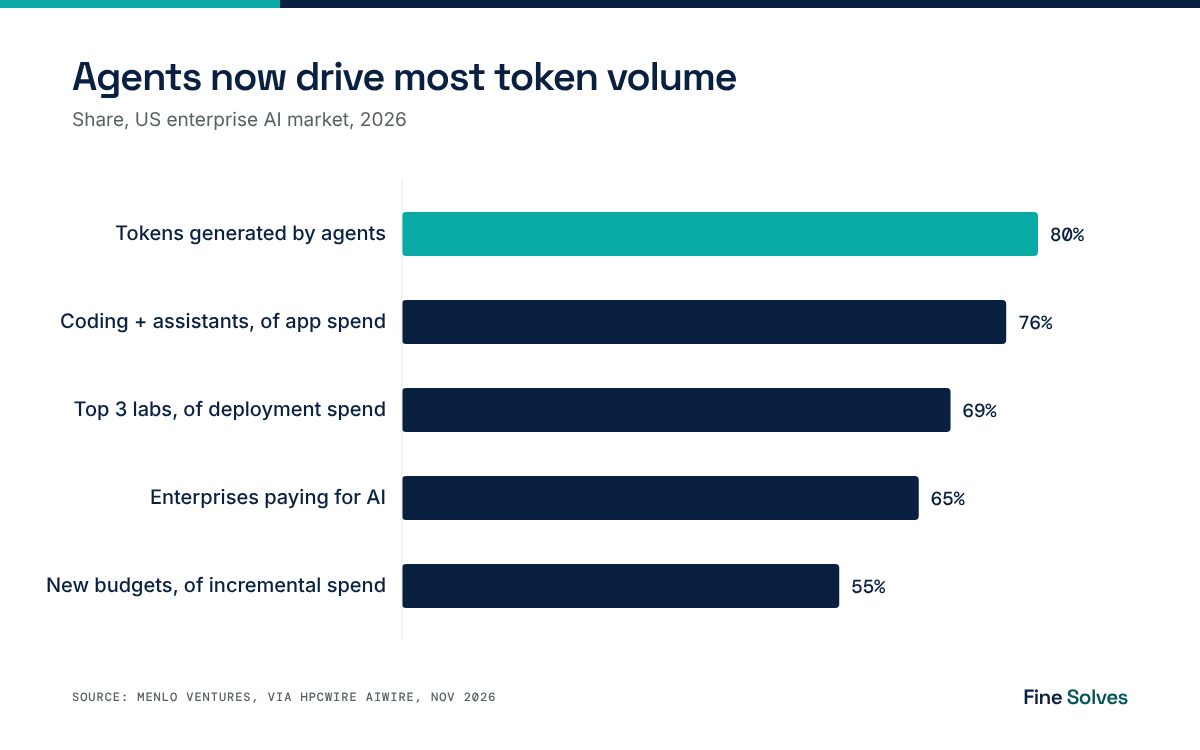 Agents now drive most token volume
Share, US enterprise AI market, 2026
Tokens generated by agents 80%
Coding + assistants, of app spend 76%
Top 3 labs, of deployment spend 69%
Enterprises paying for AI 65%
New budgets, of incremental spend 55%
SOURCE: MENLO VENTURES, VIA HPCWIRE AIWIRE, NOV 2026
Fine Solves